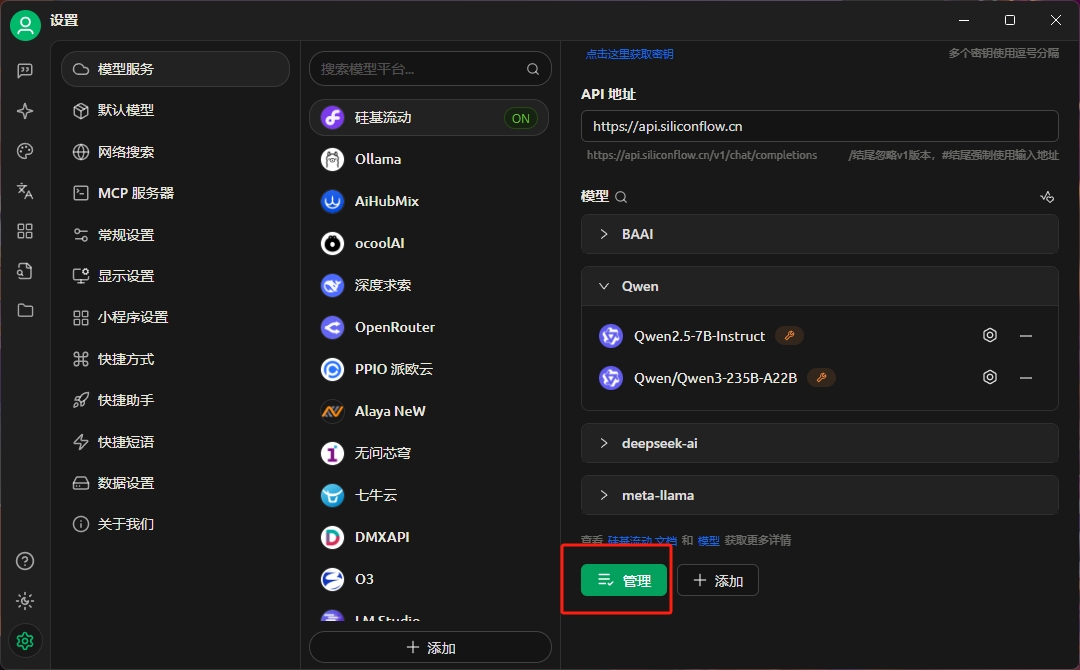 设置
模型服务
默认模型
网络搜索
MCP 服务器
常规设置
显示设置
小程序设置
快捷方式
快捷助手
快捷短语
数据设置
关于我们
搜索模型平台...
硅基流动
ON
Ollama
AiHubMix
ocoolAI
深度求索
OpenRouter
PPIO 派欧云
Alaya NeW
无问芯穹
七牛云
DMXAPI
O3
LM Studio
添加
点击这里获取密钥
多个密钥使用逗号分隔
API 地址
https://api.siliconflow.cn
https://api.siliconflow.cn/v1/chat/completions
/结尾忽略v1版本，#结尾强制使用输入地址
模型
BAAI
Qwen
Qwen2.5-7B-Instruct
Qwen/Qwen3-235B-A22B
deepseek-ai
meta-llama
查看 硅基流动 文档 和 模型 获取更多详情
管理
添加